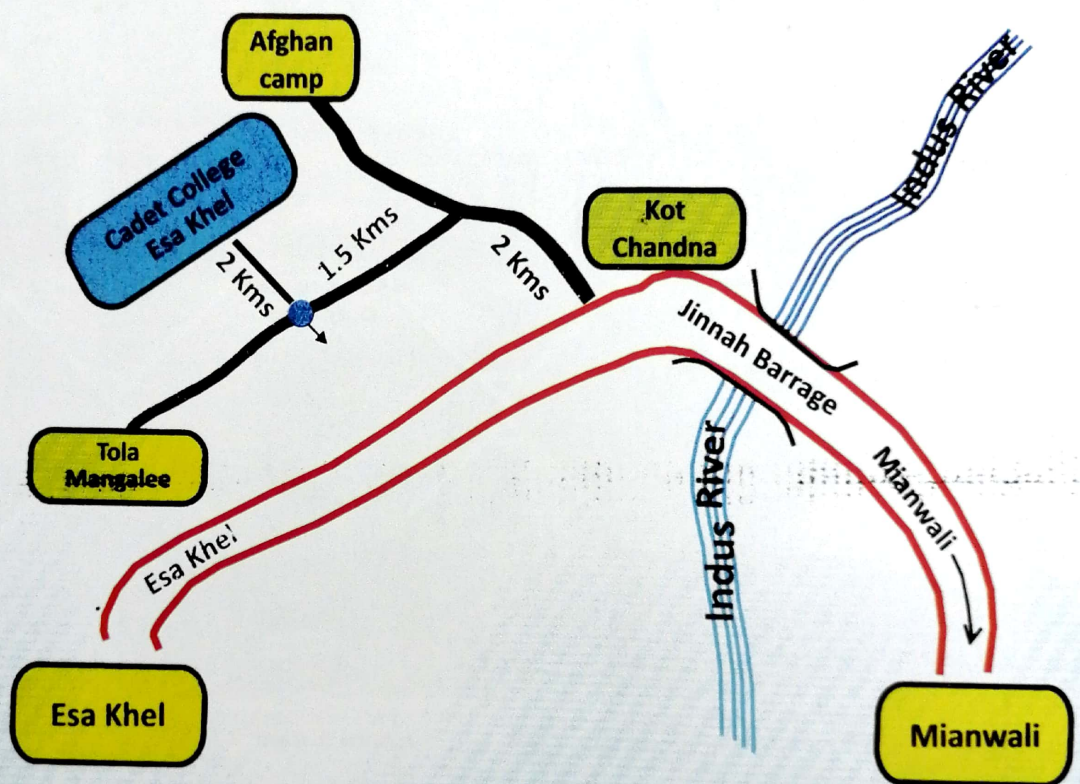 Afghan
camp
Indus River
Cadet College
Esa Khel
Kot
Chandna
1.5 Kms
2 Kms
2 Kms
Jinnah Barrage
Tola
Mangalee
Indus River
Mianwali
Esa Khel
Esa Khel
Mianwali